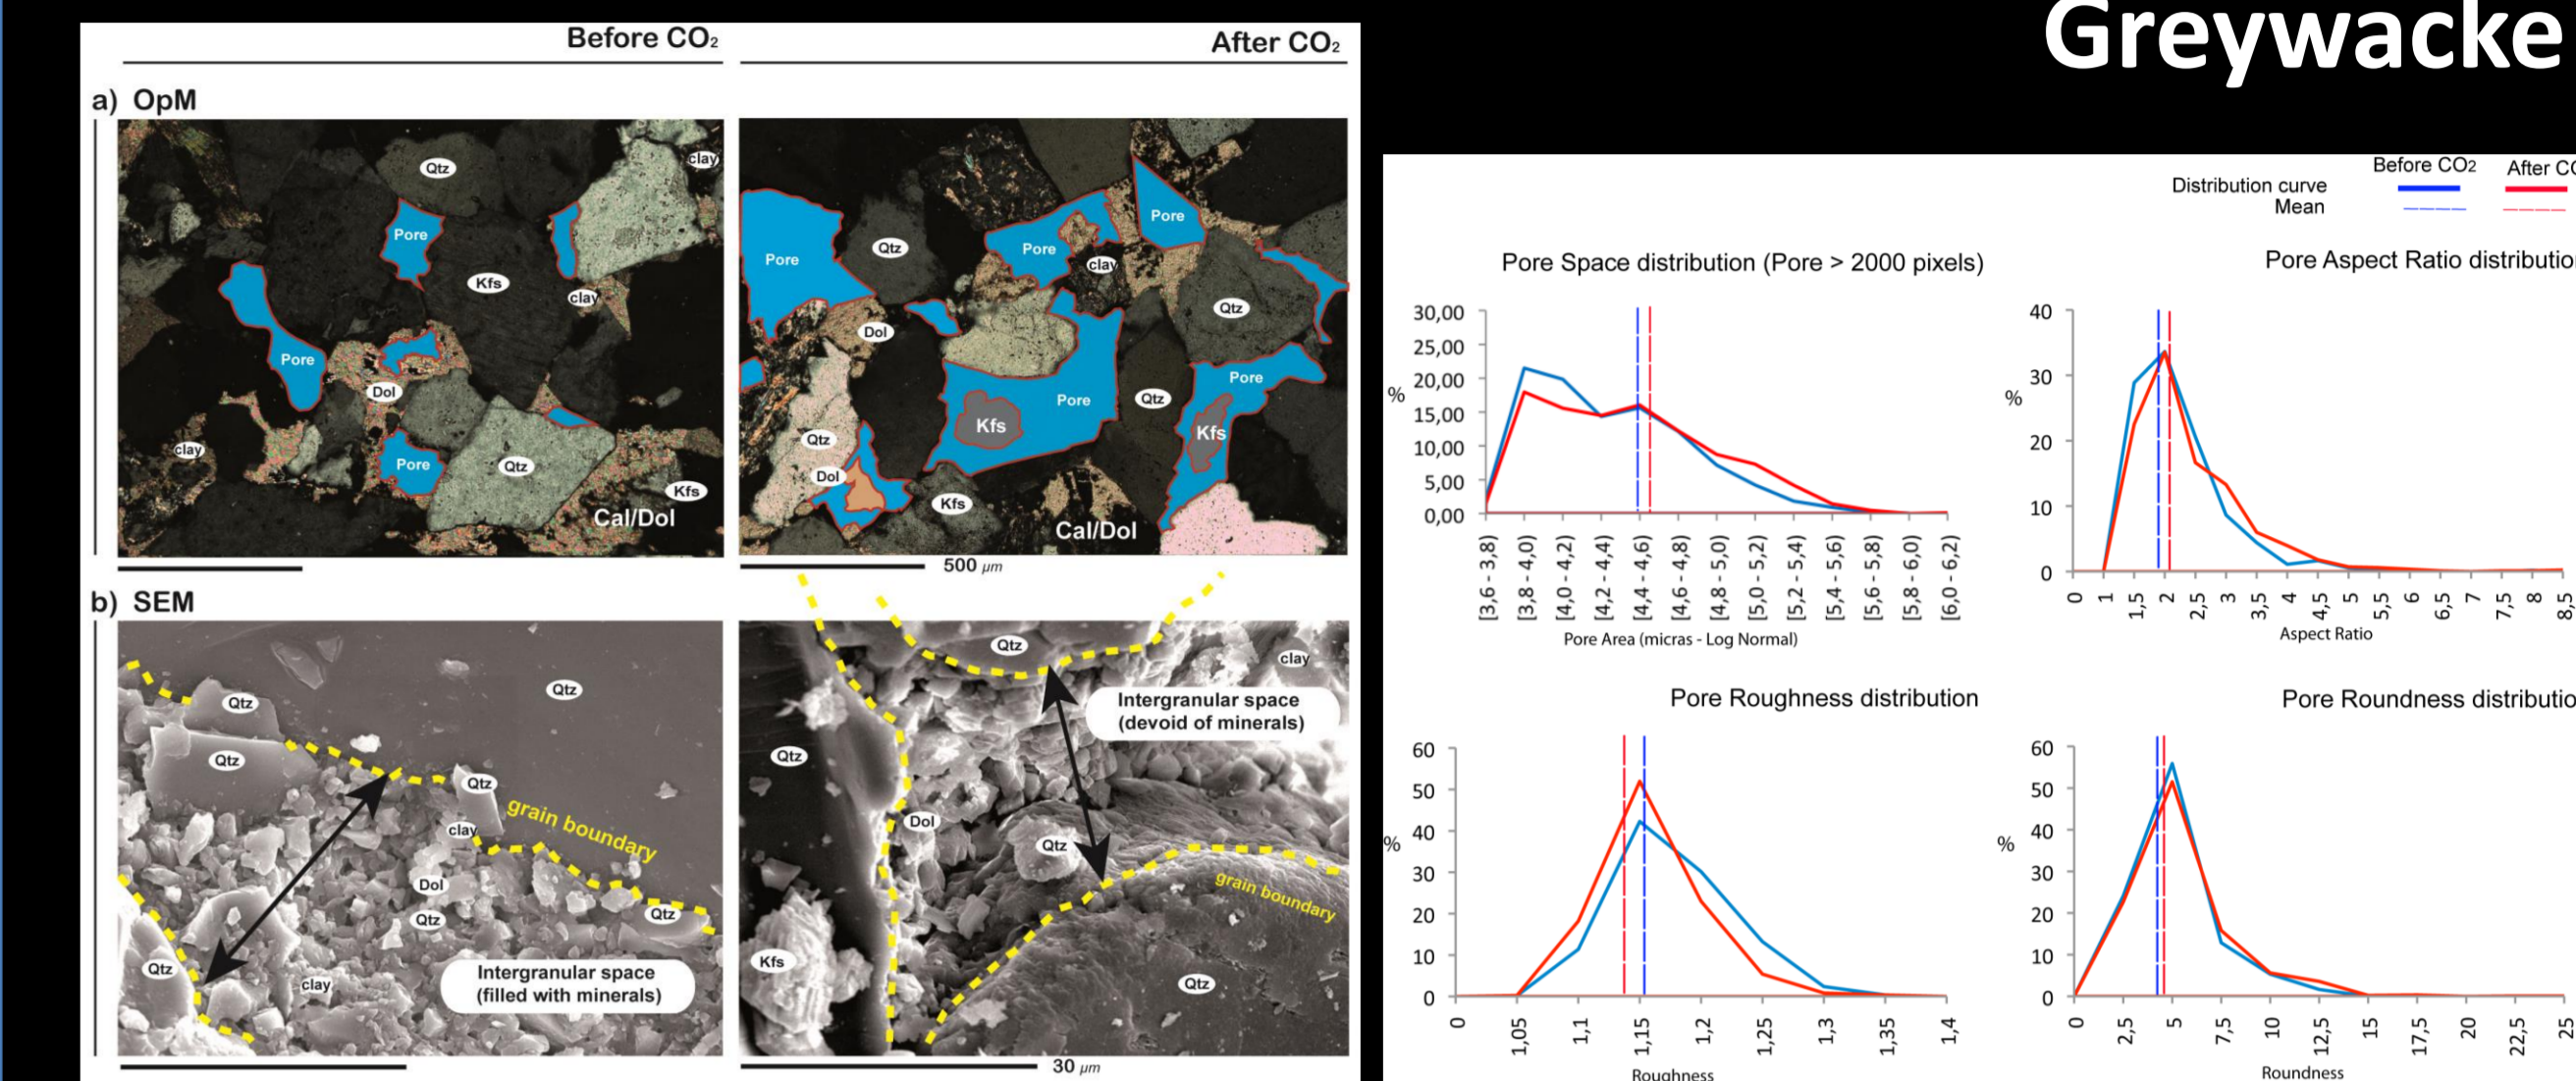 Greywacke
Before CO2
After CO2
a) OpM
Qtz
clay
Pore
Kfs
clay
Pore
Dol
clay
Pore
Qtz
Kfs
Cal/Dol
Pore
Qtz
Pore
Pore
clay
Qtz
Dol
Pore
Pore
Qtz
Kfs
Kfs
Qtz
Dol
Kfs
Cal/Dol
500 µm
b) SEM
Qtz
Qtz
Qtz
Qtz
grain boundary
clay
Dol
Qtz
Qtz
Qtz
clay
Intergranular space
(filled with minerals)
Qtz
clay
Intergranular space
(devoid of minerals)
Qtz
Dol
Qtz
grain boundary
Kfs
Qtz
30 µm
Before CO2
After CO
Distribution curve
Mean
Pore Space distribution (Pore > 2000 pixels)
30,00
25,00
20,00
15,00
10,00
5,00
0,00
%
[3,6 - 3,8)
[3,8 - 4,0)
[4,0 - 4,2)
[4,2 - 4,4)
[4,4 - 4,6)
[4,6 - 4,8)
[4,8 - 5,0)
[5,0 - 5,2)
[5,2 - 5,4)
[5,4 - 5,6)
[5,6 - 5,8)
[5,8 - 6,0)
[6,0 - 6,2)
Pore Area (micras - Log Normal)
Pore Aspect Ratio distributio
40
30
20
10
0
%
0 1 1,5 2 2,5 3 3,5 4 4,5 5 5,5 6 6,5 7 7,5 8 8,5
Aspect Ratio
Pore Roughness distribution
60
50
40
30
20
10
0
%
0 1,05 1,1 1,15 1,2 1,25 1,3 1,35 1,4
Roughness
Pore Roundness distributio
60
50
40
30
20
10
0
%
0 2,5 5 7,5 10 12,5 15 17,5 20 22,5 25
Roundness